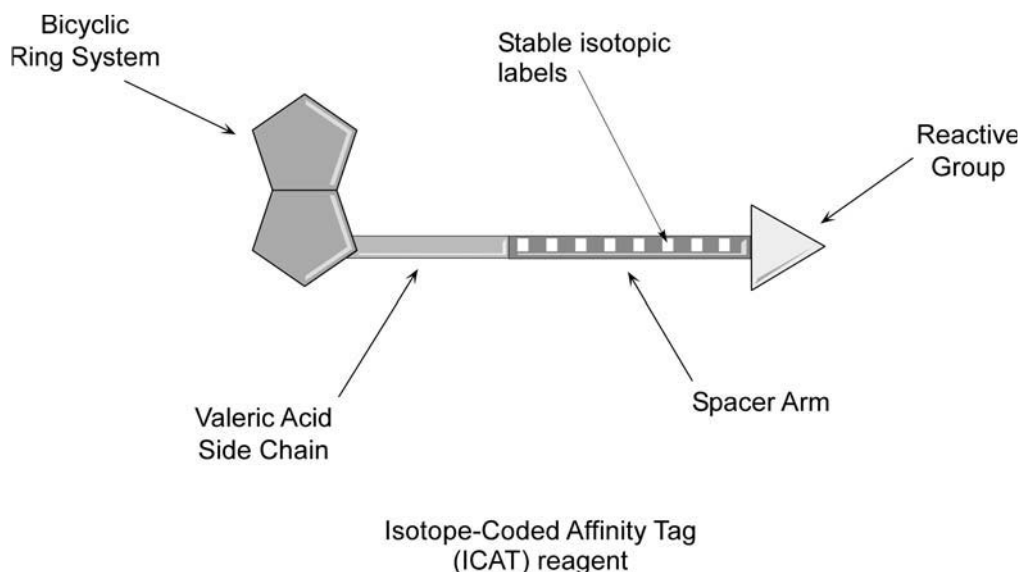 Bicyclic
Ring System
Stable isotopic
labels
Reactive
Group
Valeric Acid
Side Chain
Spacer Arm
Isotope-Coded Affinity Tag
(ICAT) reagent